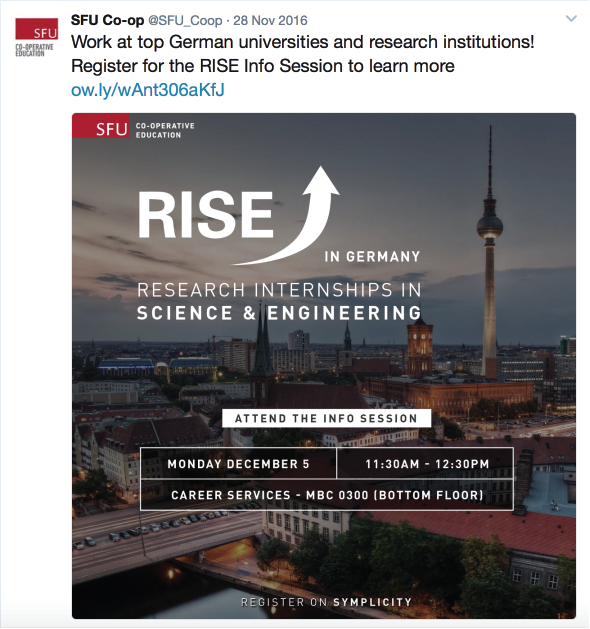 SFU Co-op @SFU_Coop · 28 Nov 2016
SFU
CO-OPERATIVE
EDUCATION
Work at top German universities and research institutions!
Register for the RISE Info Session to learn more
ow.ly/wAnt306aKfJ
SFU CO-OPERATIVE
EDUCATION
RISE
IN GERMANY
RESEARCH INTERNSHIPS IN
SCIENCE & ENGINEERING
ATTEND THE INFO SESSION
MONDAY DECEMBER 5 11:30AM - 12:30PM
CAREER SERVICES - MBC 0300 (BOTTOM FLOOR)
REGISTER ON SYMPLICITY